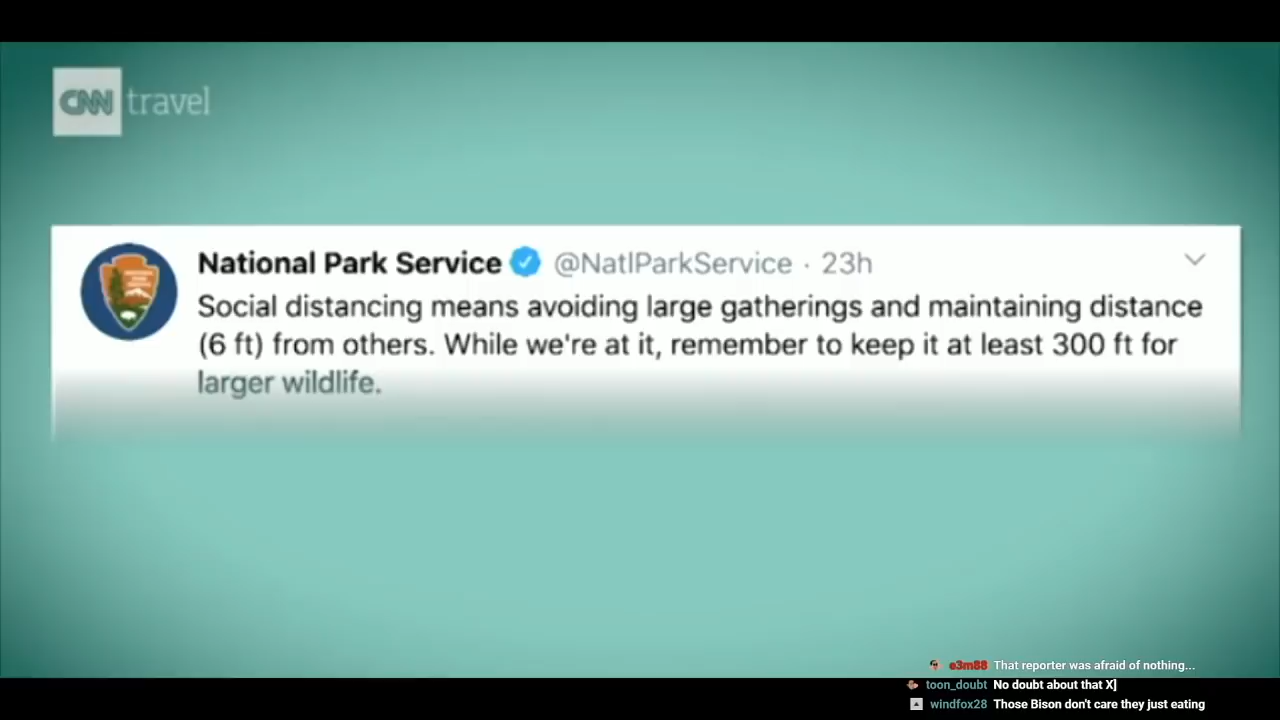 CNN travel
National Park Service @NatlParkService · 23h
Social distancing means avoiding large gatherings and maintaining distance
(6 ft) from others. While we're at it, remember to keep it at least 300 ft for
larger wildlife.
e3m88 That reporter was afraid of nothing...
toon_doubt No doubt about that X]
windfox28 Those Bison don't care they just eating